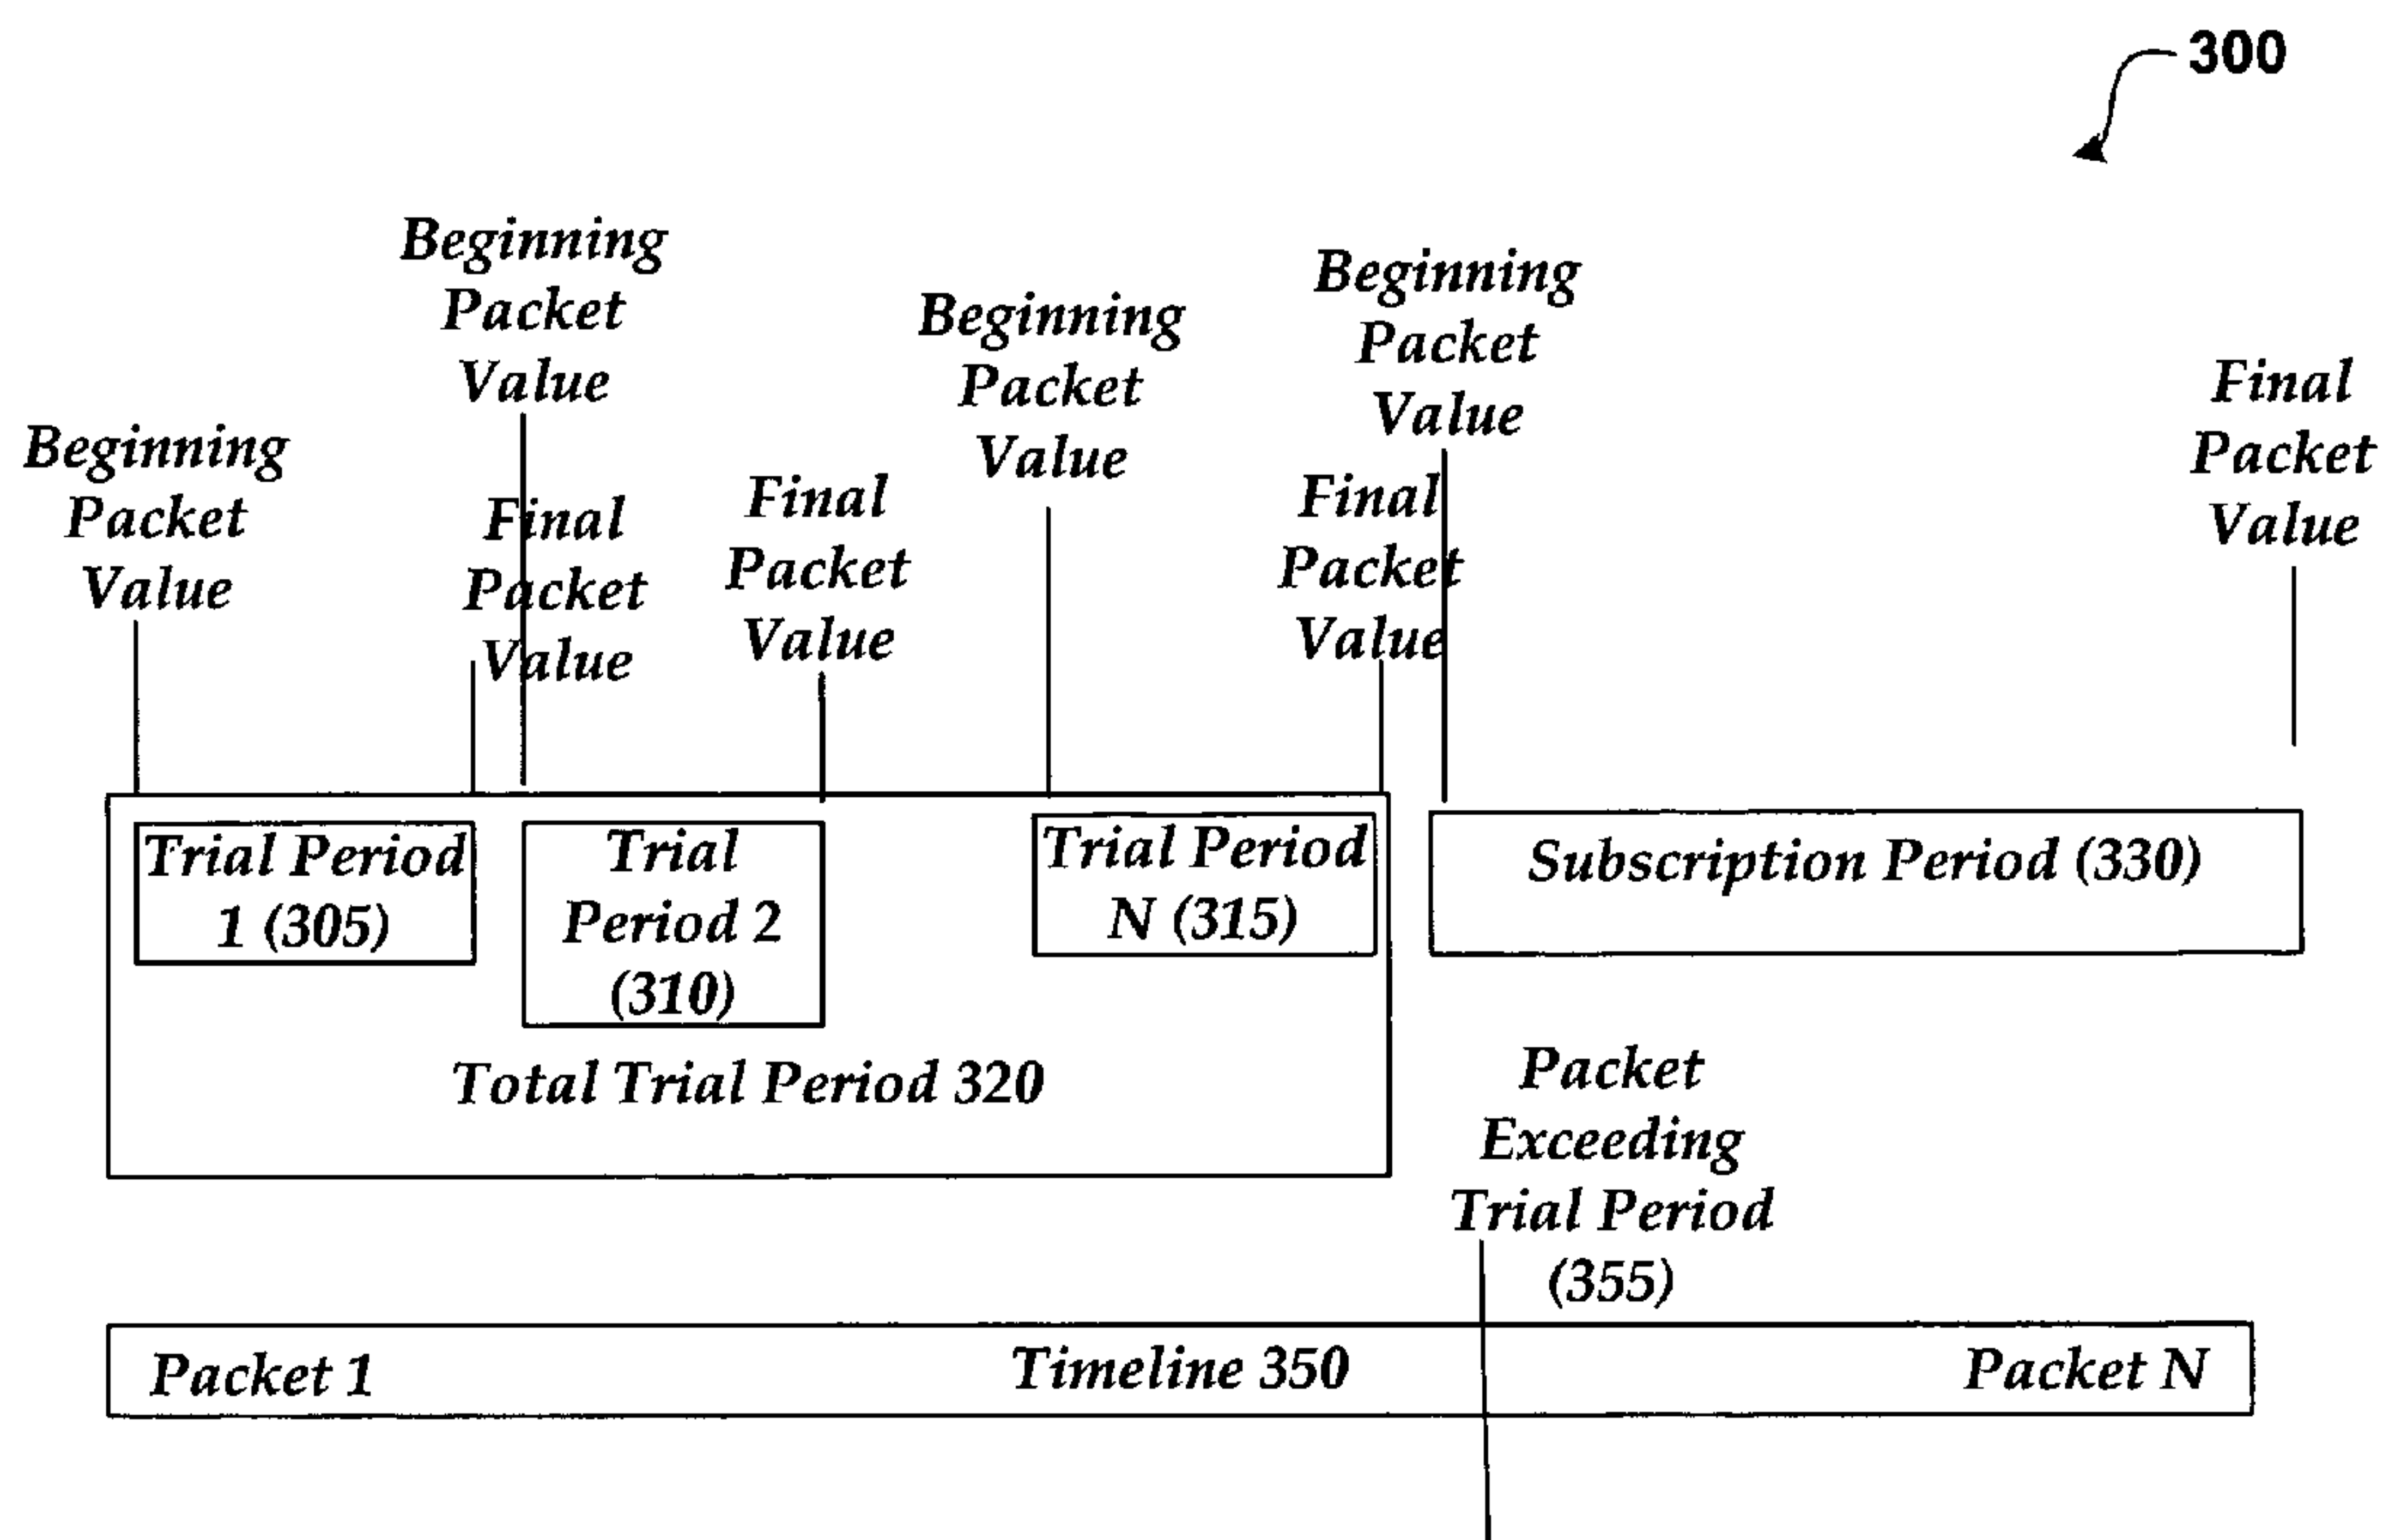 300
Beginning
Packet
Value
Beginning
Packet
Value
Final
Packet
Value
Final
Packet
Value
Beginning
Packet
Value
Beginning
Packet
Value
Final
Packet
Value
Final
Packet
Value
Trial Period
1 (305)
Trial
Period 2
(310)
Trial Period
N (315)
Subscription Period (330)
Total Trial Period 320
Packet
Exceeding
Trial Period
(355)
Packet 1
Timeline 350
Packet N